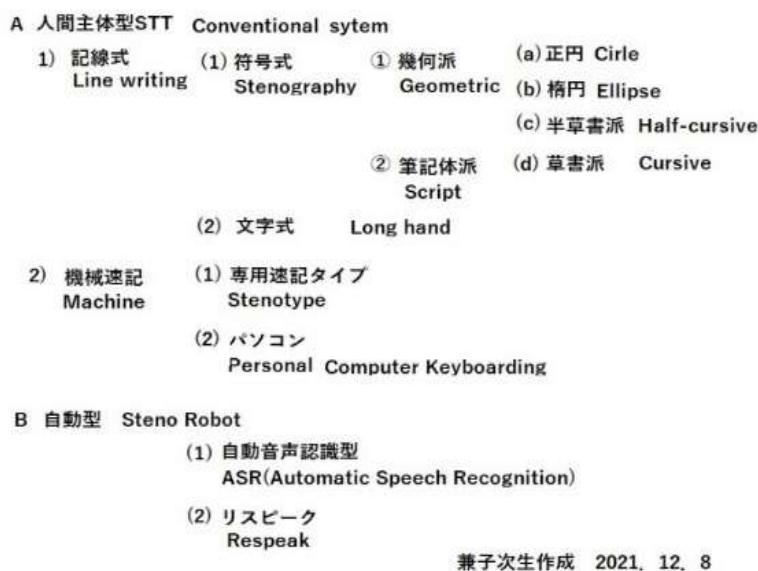 A 人間主体型STT Conventional sytem
1) 記線式 (1) 符号式 ① 幾何派 (a) 正円 Cirle
Line writing Stenography Geometric (b) 楕円 Ellipse
(c) 半草書派 Half-cursive
② 筆記体派 (d) 草書派 Cursive
Script
(2) 文字式 Long hand
2) 機械速記 (1) 専用速記タイプ
Machine Stenotype
(2) パソコン
Personal Computer Keyboarding
B 自動型 Steno Robot
(1) 自動音声認識型
ASR(Automatic Speech Recognition)
(2) リスピーク
Respeak
兼子次生作成 2021. 12. 8